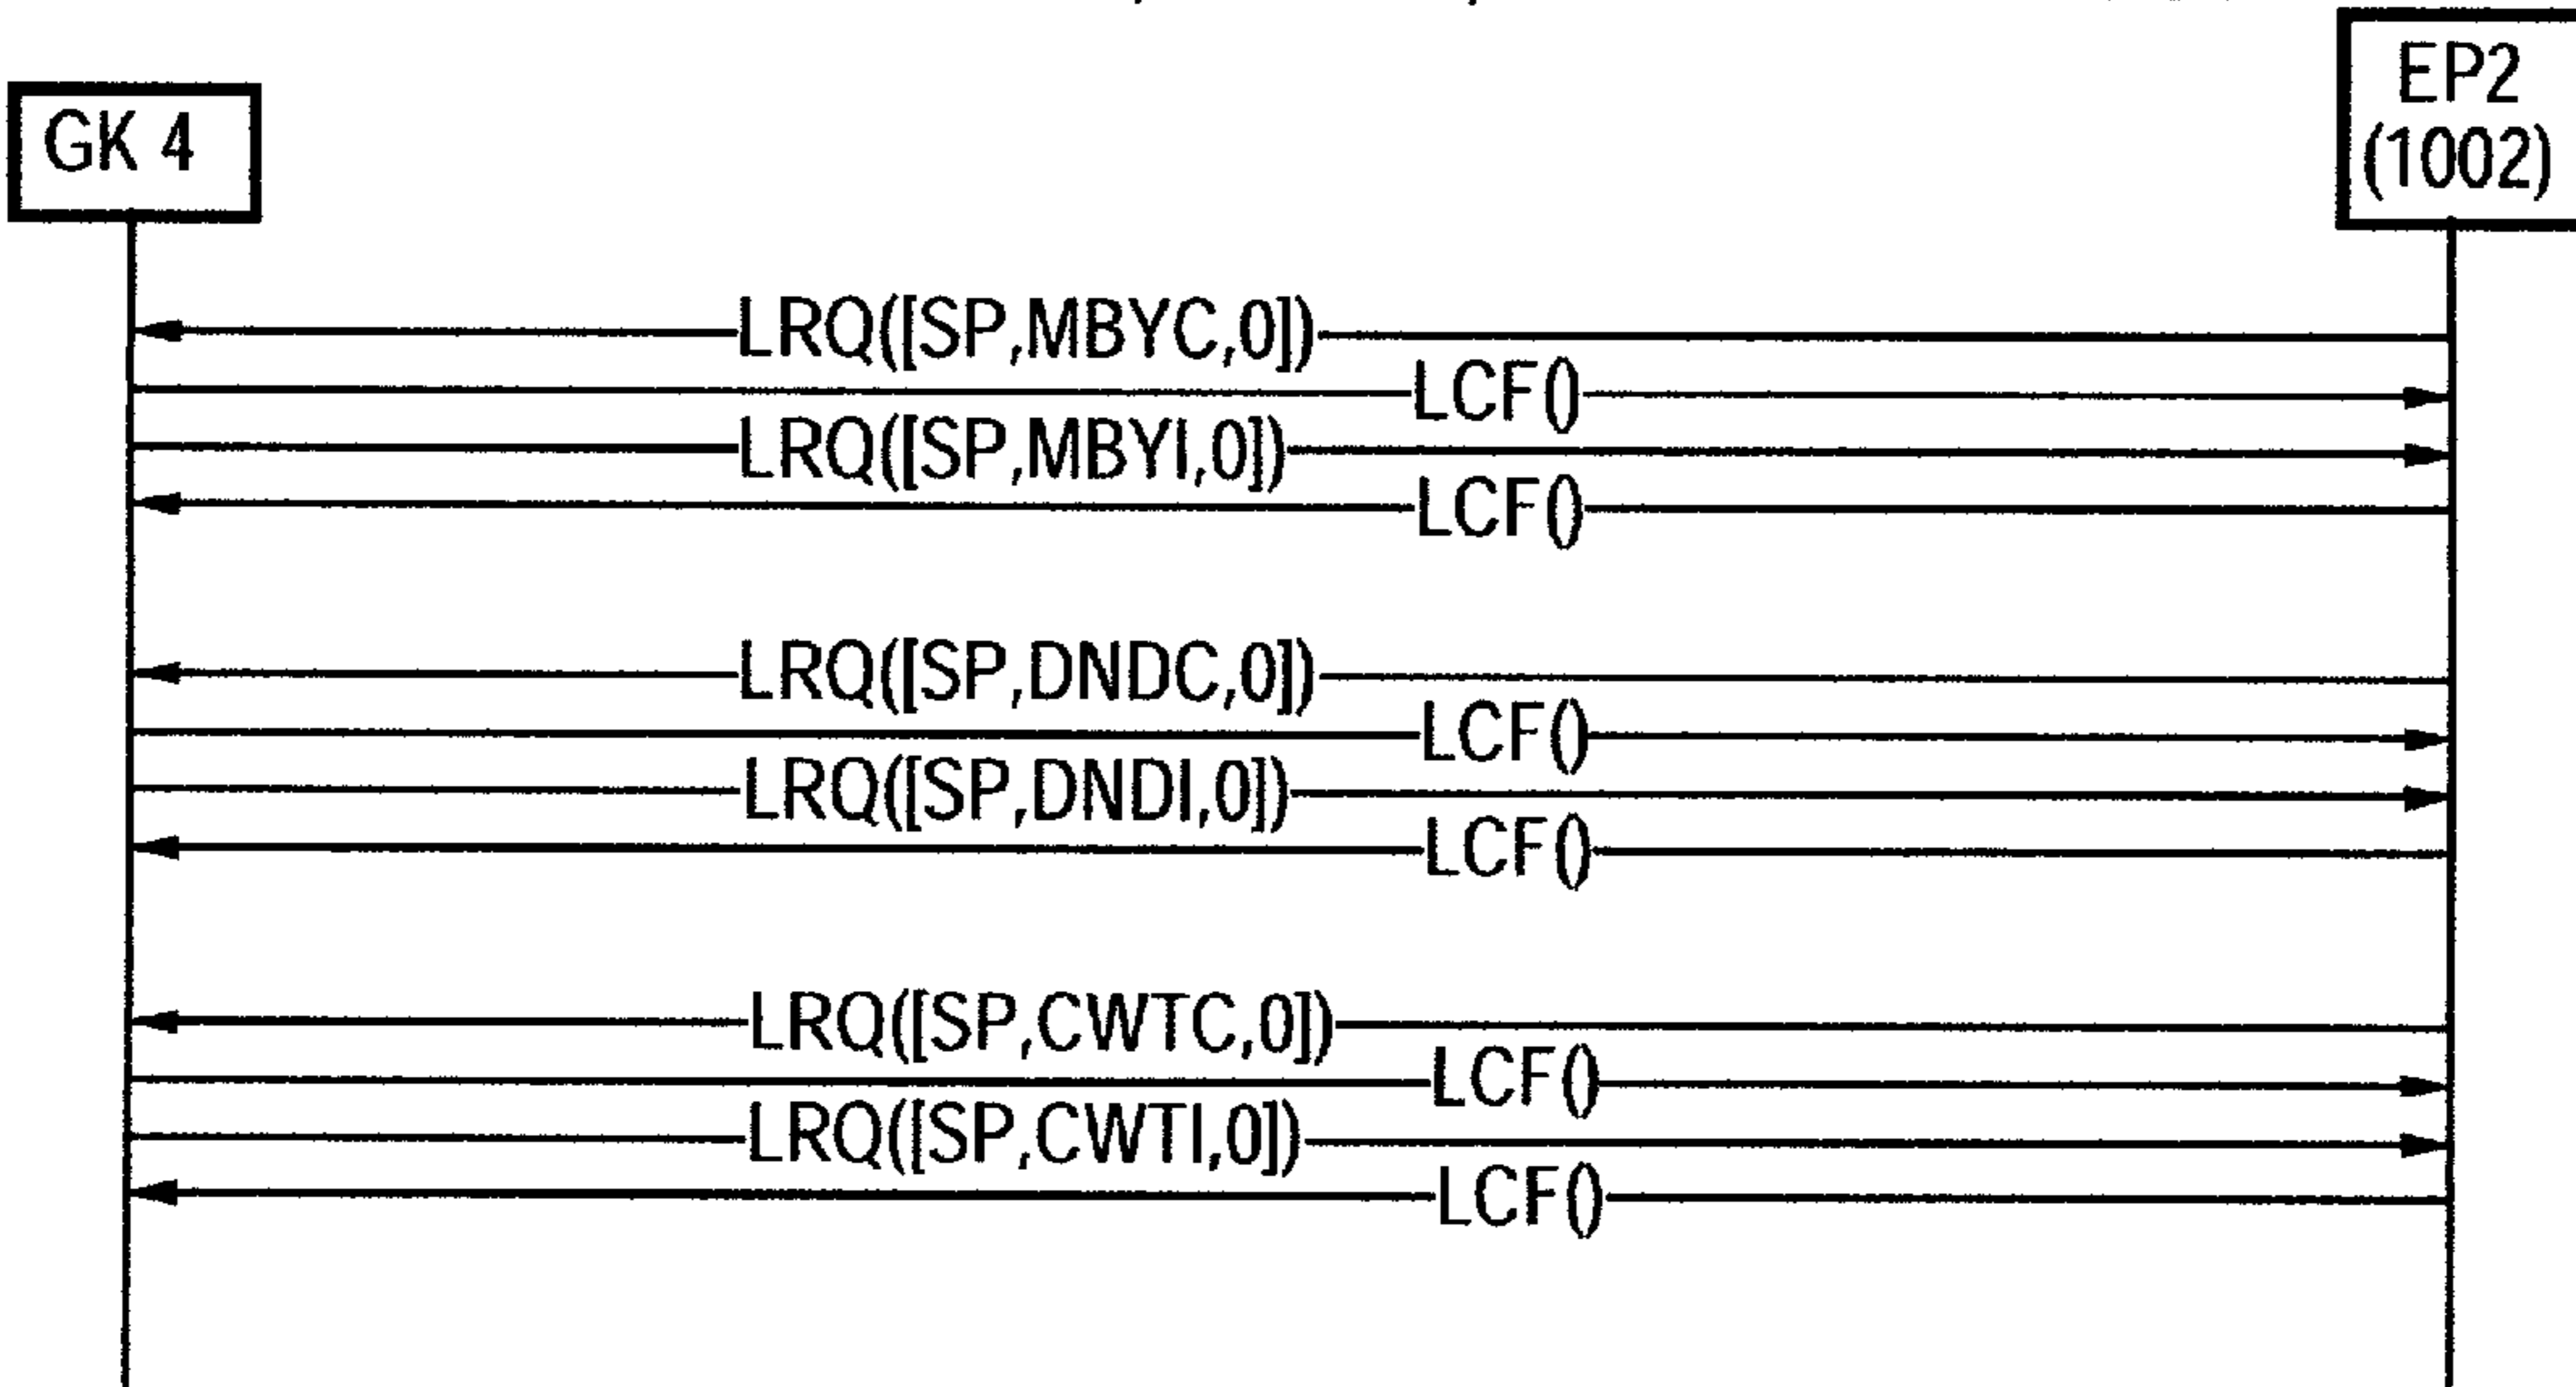 GK 4
EP2
(1002)
LRQ([SP,MBYC,0])
LCF()
LRQ([SP,MBYI,0])
LCF()
LRQ([SP,DNDC,0])
LCF()
LRQ([SP,DNDI,0])
LCF()
LRQ([SP,CWTC,0])
LCF()
LRQ([SP,CWTI,0])
LCF()